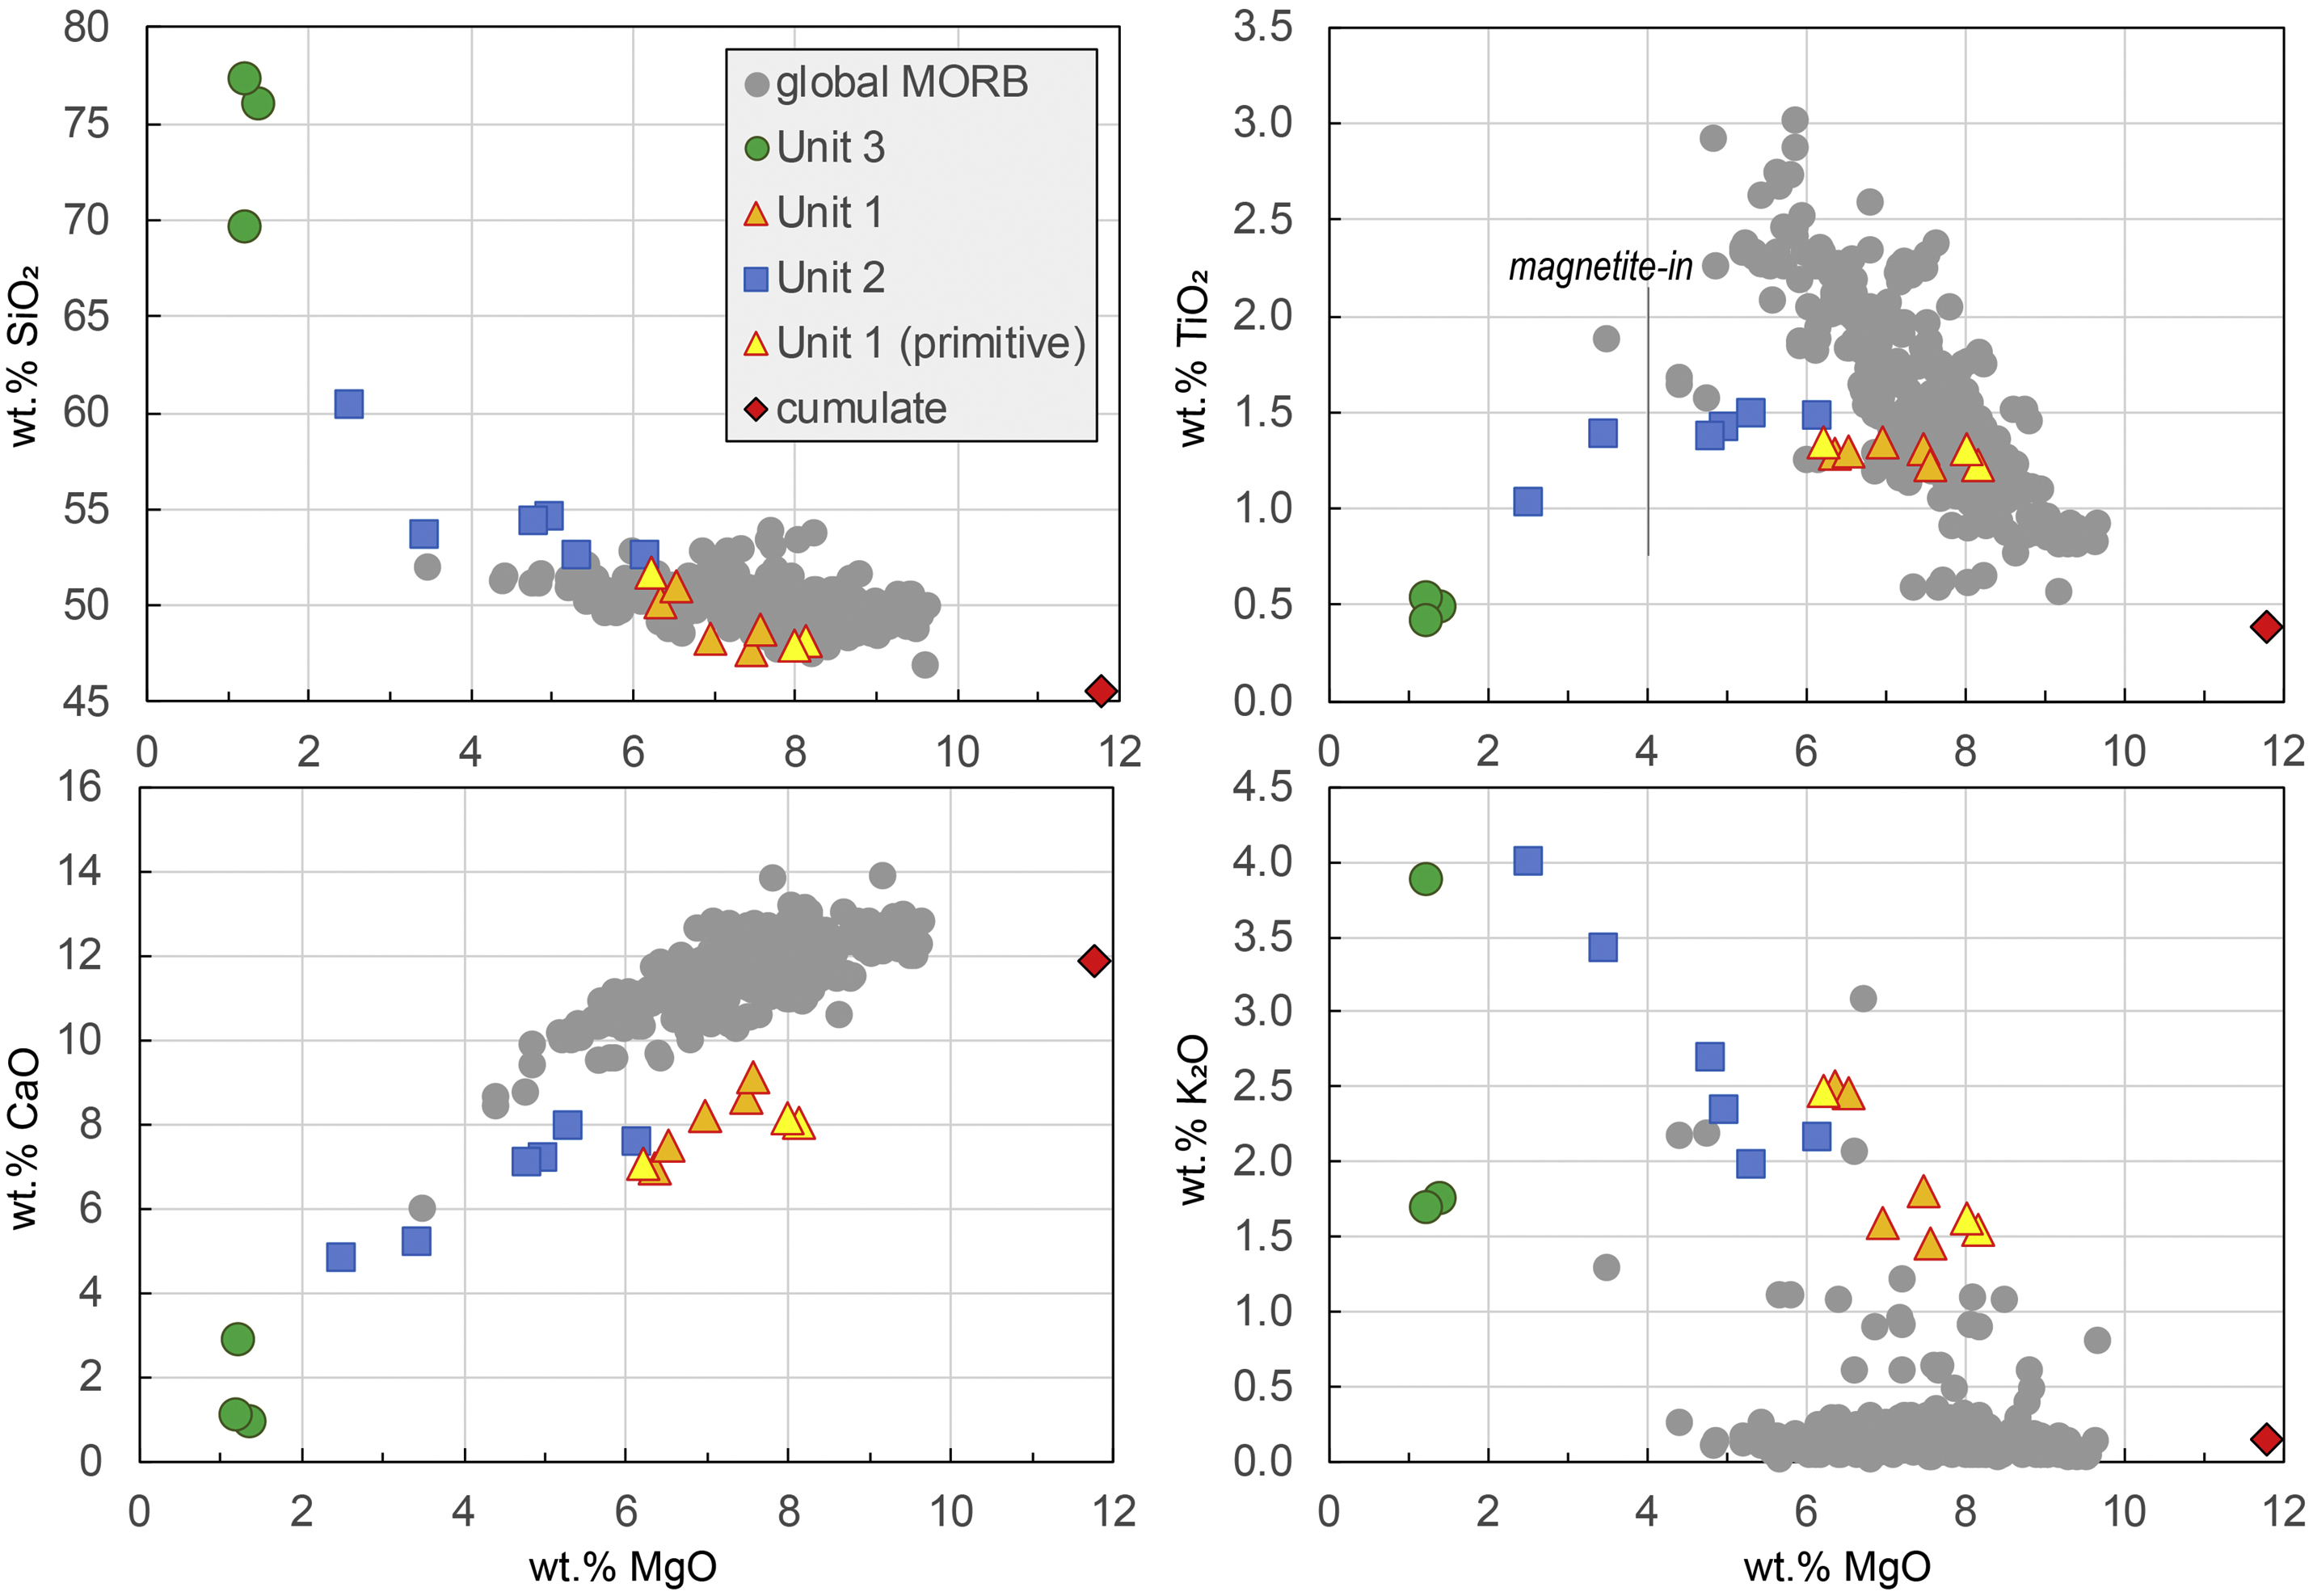 80
75
70
65
60
55
50
45
wt.% SiO₂
0 2 4 6 8 10 12
global MORB
Unit 3
Unit 1
Unit 2
Unit 1 (primitive)
cumulate
3.5
3.0
2.5
2.0
1.5
1.0
0.5
0.0
wt.% TiO₂
magnetite-in
0 2 4 6 8 10 12
16
14
12
10
8
6
4
2
0
wt.% CaO
0 2 4 6 8 10 12
wt.% MgO
4.5
4.0
3.5
3.0
2.5
2.0
1.5
1.0
0.5
0.0
wt.% K₂O
0 2 4 6 8 10 12
wt.% MgO